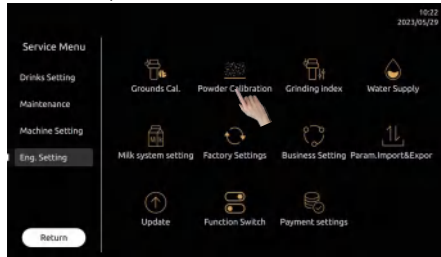 10:22
2023/05/29
Service Menu
Drinks Setting
Maintenance
Machine Setting
Eng. Setting
Return
Grounds Cal.
Powder Calibration
Grinding index
Water Supply
Milk system setting
Factory Settings
Business Setting
Param.Import&Expor
Update
Function Switch
Payment settings